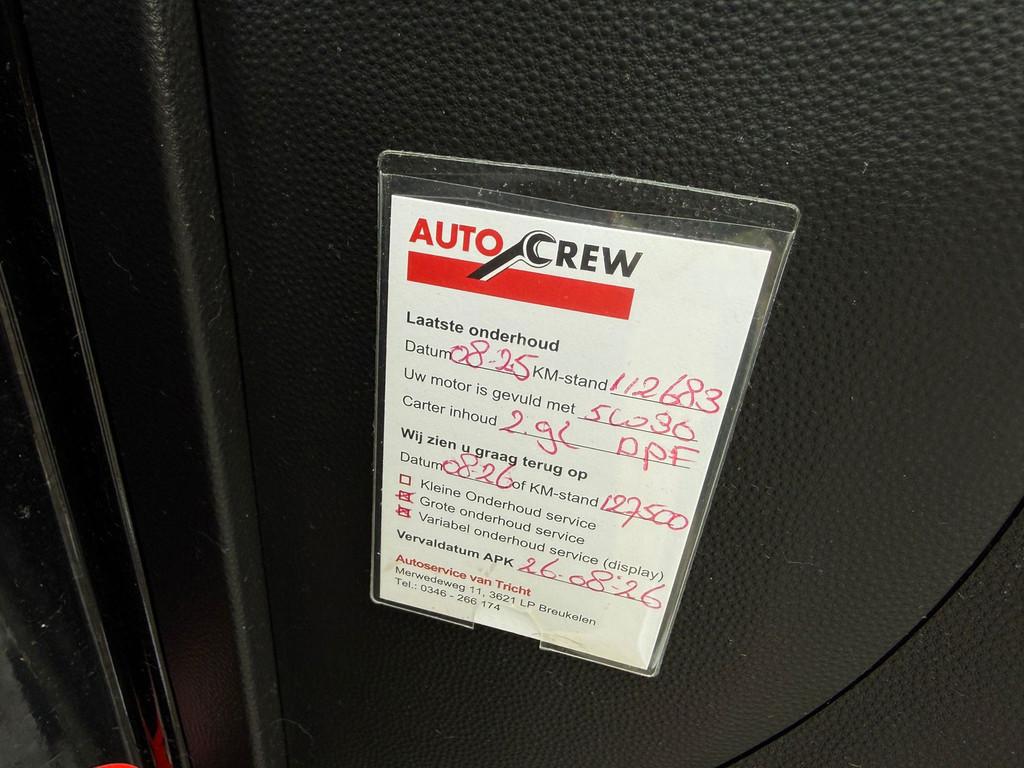 AUTO CREW
Laatste onderhoud
Datum 08-25 KM-stand 112683
Uw motor is gevuld met 5W30
Carter inhoud 2.9L DPF
Wij zien u graag terug op
Datum 08-26 of KM-stand 127500
Kleine Onderhoud service
Grote onderhoud service
Variabel onderhoud service (display)
Vervaldatum APK 26-08-26
Autoservice van Tricht
Merwedeweg 11, 3621 LP Breukelen
Tel.: 0346 - 266 174